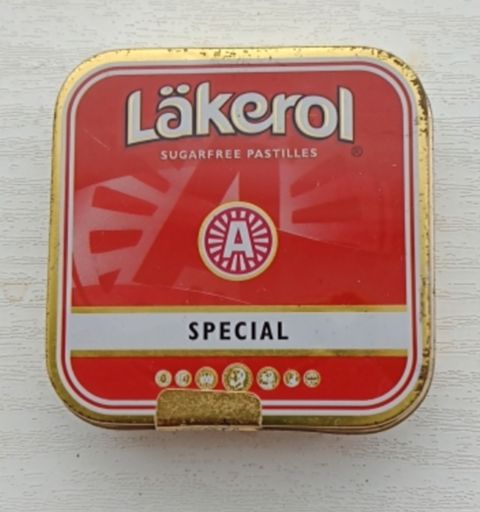 Läkerol
SUGARFREE PASTILLES
®
A
SPECIAL